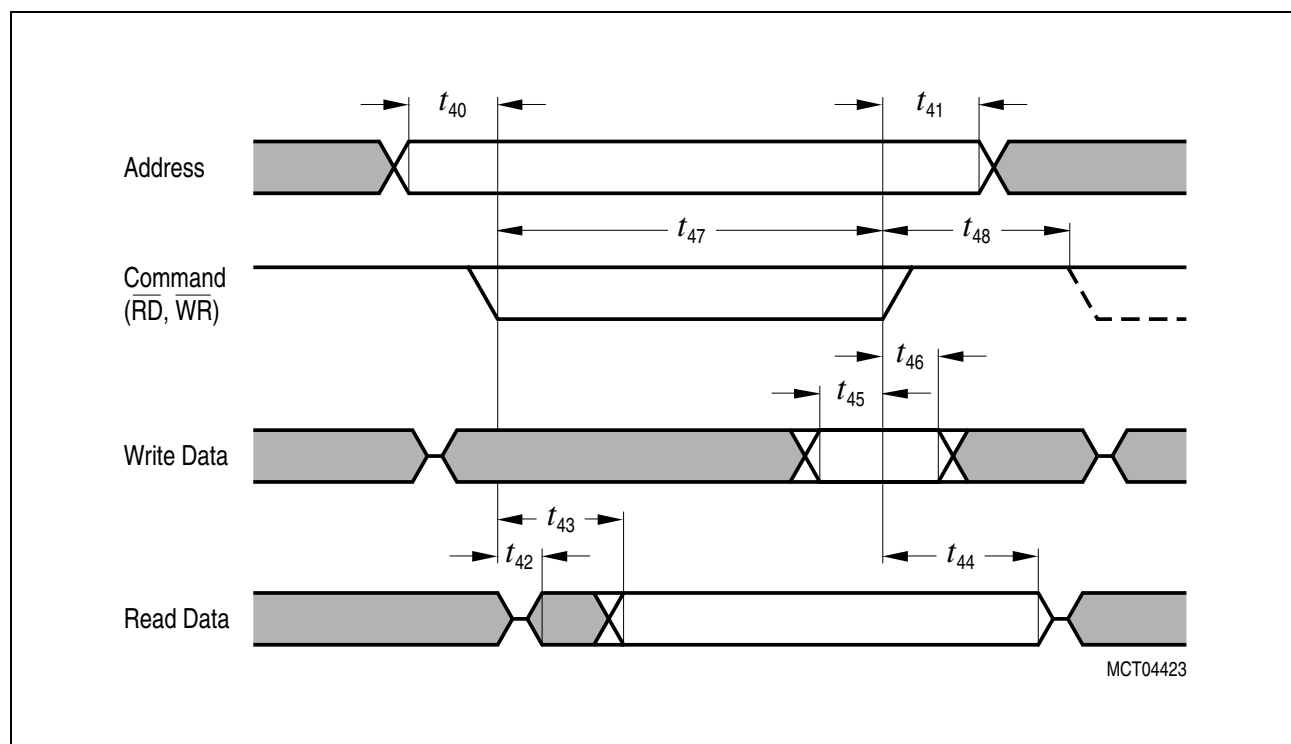 t40 t41
Address
t47 t48
Command
(RD, WR)
t46
t45
Write Data
t43
t42 t44
Read Data
MCT04423